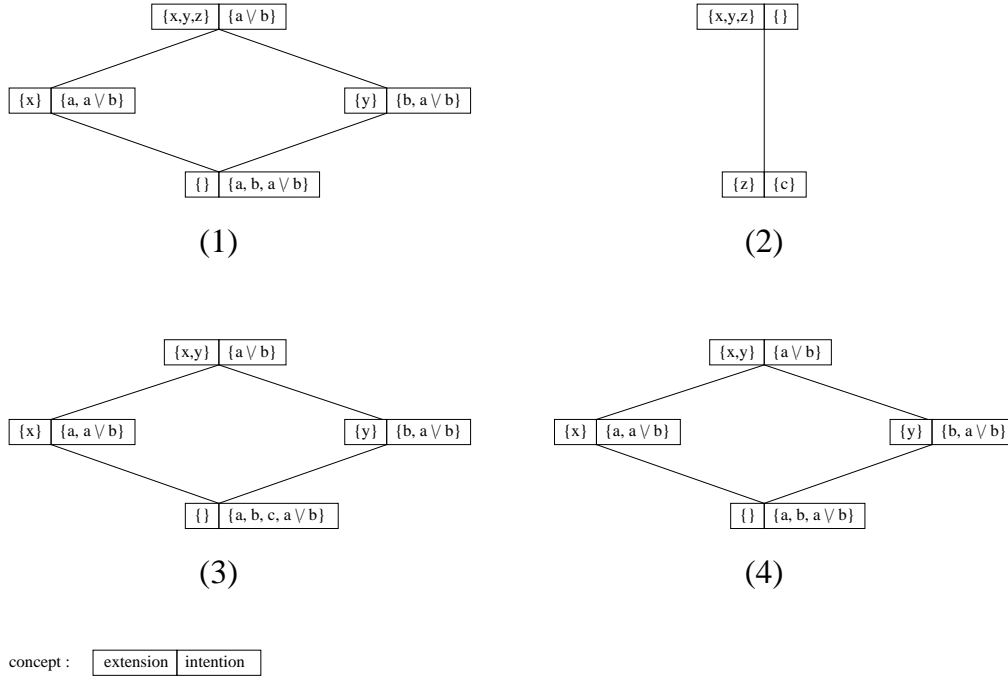 {x,y,z} {a \/ b} {x,y,z} {}
{x} {a, a \/ b} {y} {b, a \/ b}
{} {a, b, a \/ b} {z} {c}
(1) (2)
{x,y} {a \/ b} {x,y} {a \/ b}
{x} {a, a \/ b} {y} {b, a \/ b} {x} {a, a \/ b} {y} {b, a \/ b}
{} {a, b, c, a \/ b} {} {a, b, a \/ b}
(3) (4)
concept : extension intention